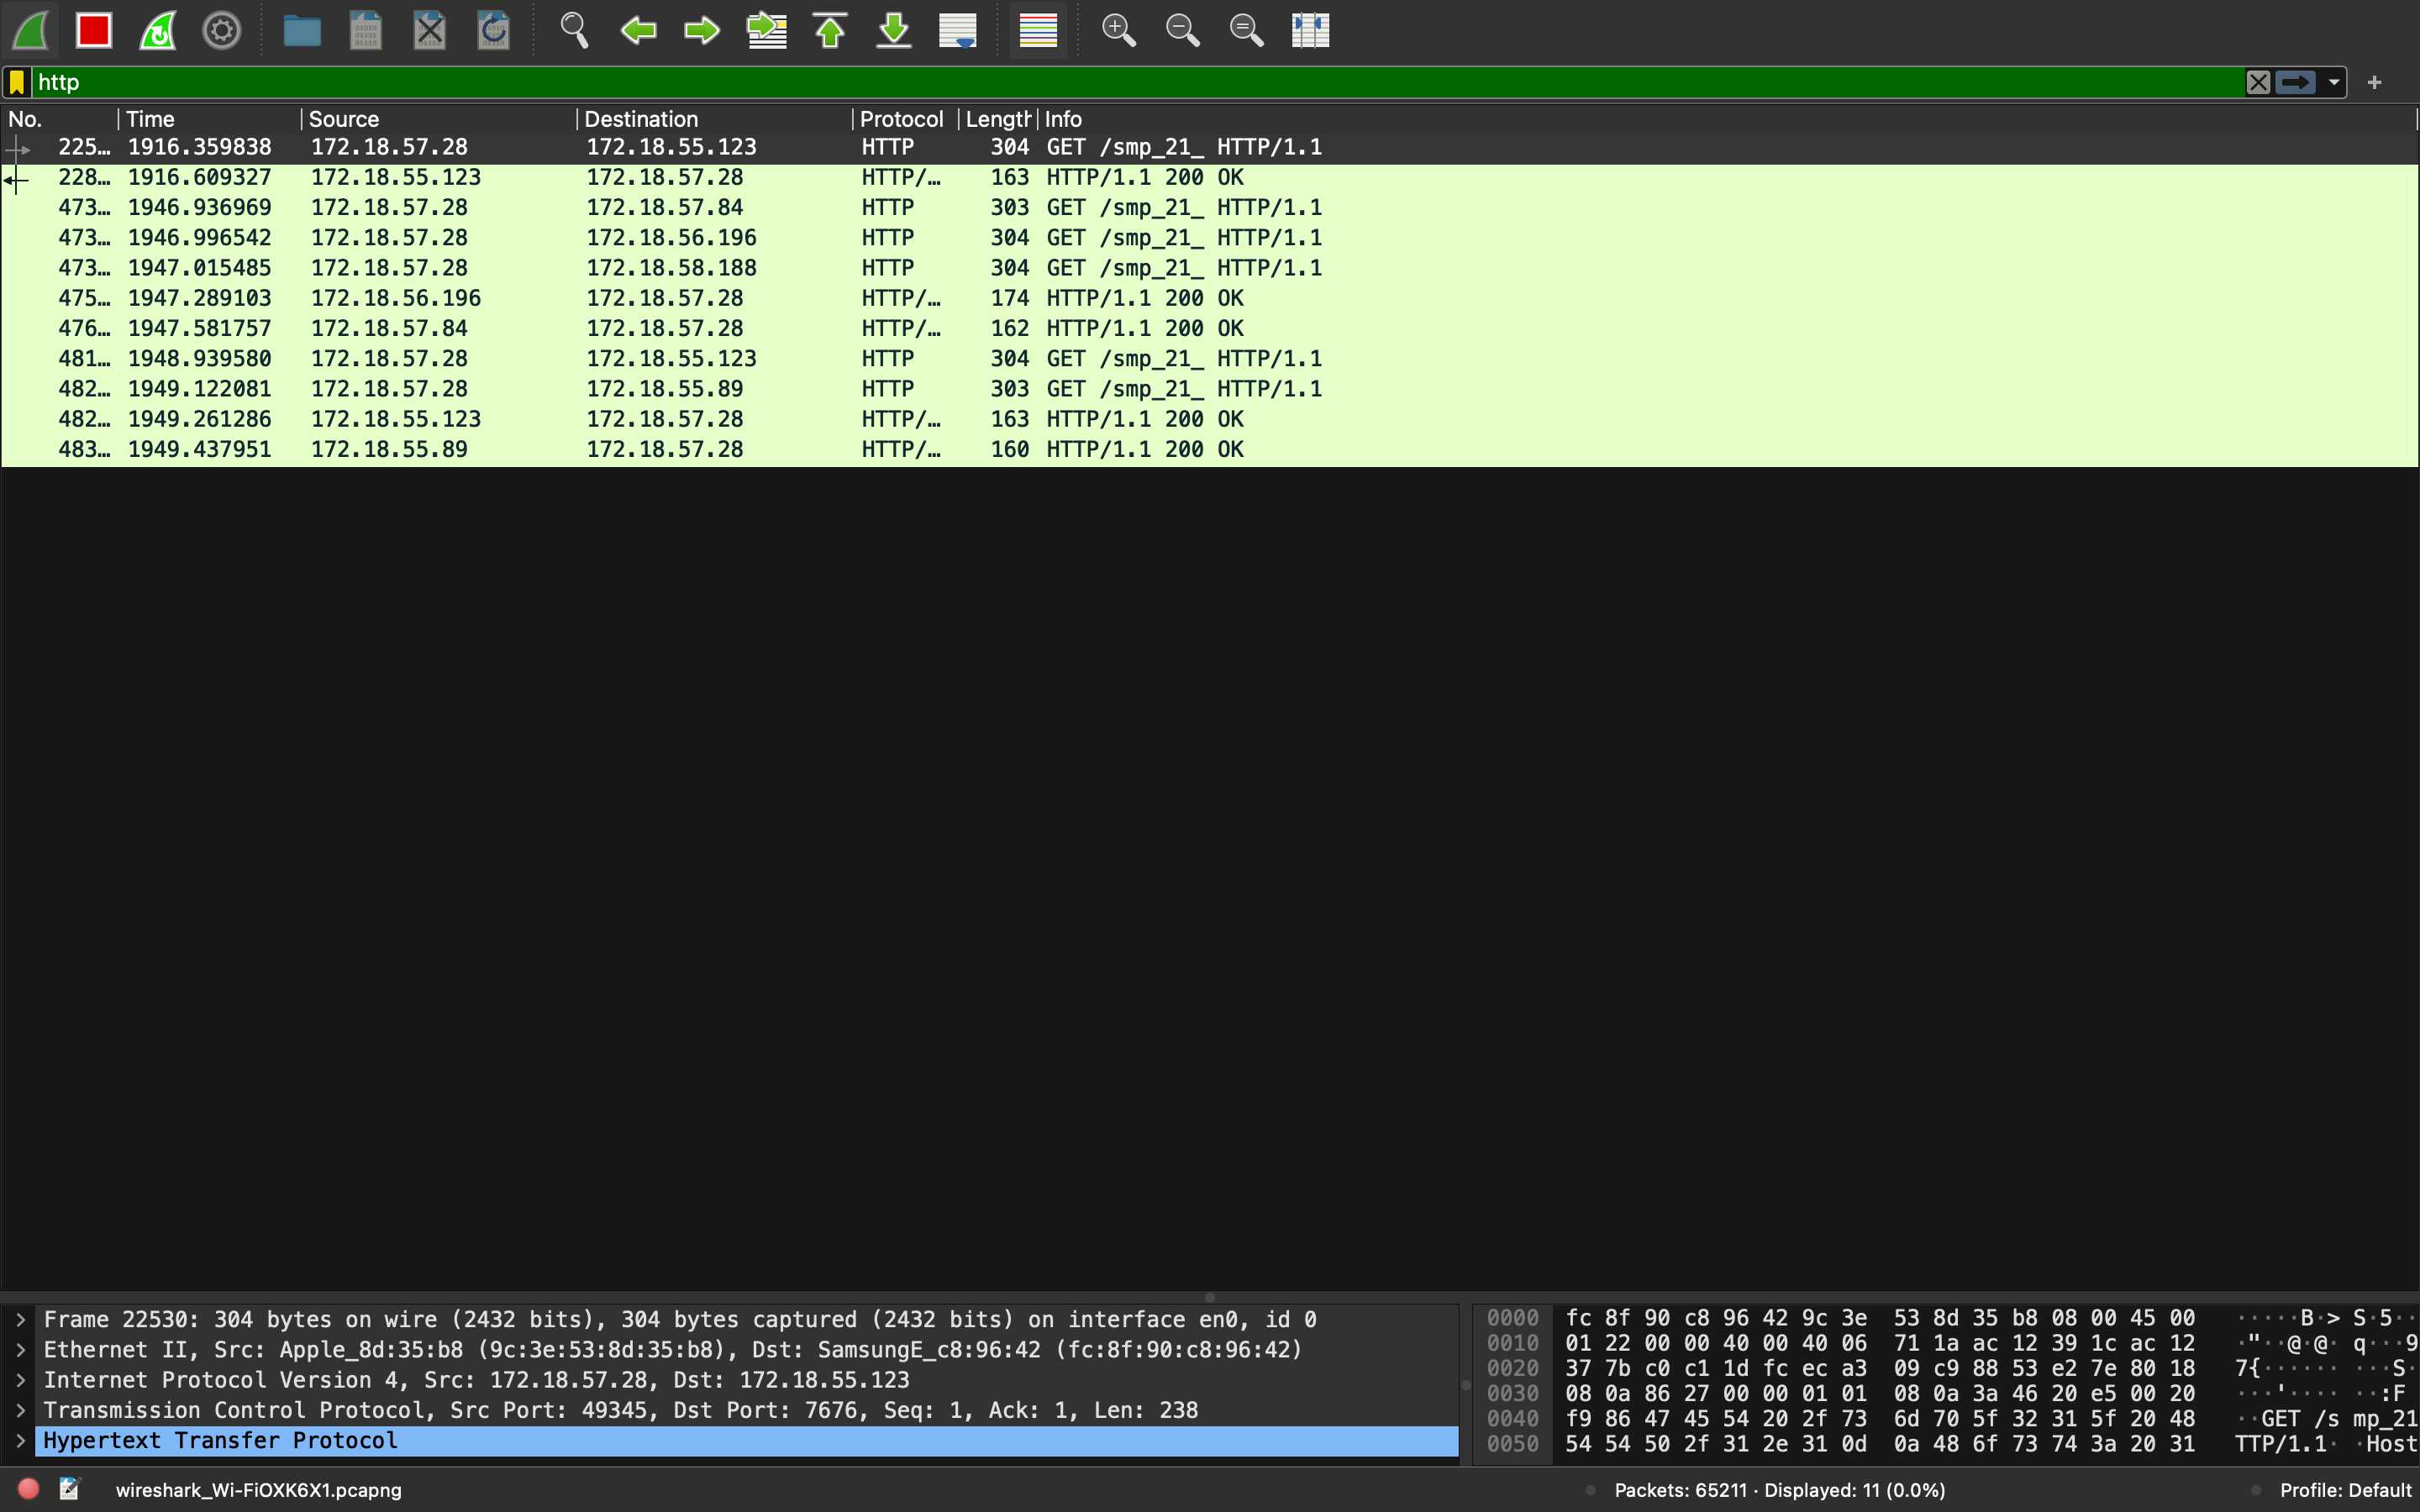 http
No. Time Source Destination Protocol Length Info
225… 1916.359838 172.18.57.28 172.18.55.123 HTTP 304 GET /smp_21_ HTTP/1.1
228… 1916.609327 172.18.55.123 172.18.57.28 HTTP/… 163 HTTP/1.1 200 OK
473… 1946.936969 172.18.57.28 172.18.57.84 HTTP 303 GET /smp_21_ HTTP/1.1
473… 1946.996542 172.18.57.28 172.18.56.196 HTTP 304 GET /smp_21_ HTTP/1.1
473… 1947.015485 172.18.57.28 172.18.58.188 HTTP 304 GET /smp_21_ HTTP/1.1
475… 1947.289103 172.18.56.196 172.18.57.28 HTTP/… 174 HTTP/1.1 200 OK
476… 1947.581757 172.18.57.84 172.18.57.28 HTTP/… 162 HTTP/1.1 200 OK
481… 1948.939580 172.18.57.28 172.18.55.123 HTTP 304 GET /smp_21_ HTTP/1.1
482… 1949.122081 172.18.57.28 172.18.55.89 HTTP 303 GET /smp_21_ HTTP/1.1
482… 1949.261286 172.18.55.123 172.18.57.28 HTTP/… 163 HTTP/1.1 200 OK
483… 1949.437951 172.18.55.89 172.18.57.28 HTTP/… 160 HTTP/1.1 200 OK
Frame 22530: 304 bytes on wire (2432 bits), 304 bytes captured (2432 bits) on interface en0, id 0
Ethernet II, Src: Apple_8d:35:b8 (9c:3e:53:8d:35:b8), Dst: SamsungE_c8:96:42 (fc:8f:90:c8:96:42)
Internet Protocol Version 4, Src: 172.18.57.28, Dst: 172.18.55.123
Transmission Control Protocol, Src Port: 49345, Dst Port: 7676, Seq: 1, Ack: 1, Len: 238
Hypertext Transfer Protocol
0000 fc 8f 90 c8 96 42 9c 3e 53 8d 35 b8 08 00 45 00 ·····B·> S·5··
0010 01 22 00 00 40 00 40 06 71 1a ac 12 39 1c ac 12 ·"··@·@· q···9
0020 37 7b c0 c1 1d fc ec a3 09 c9 88 53 e2 7e 80 18 7{······ ···S·
0030 08 0a 86 27 00 00 01 01 08 0a 3a 46 20 e5 00 20 ···'···· ··:F
0040 f9 86 47 45 54 20 2f 73 6d 70 5f 32 31 5f 20 48 ··GET /s mp_21
0050 54 54 50 2f 31 2e 31 0d 0a 48 6f 73 74 3a 20 31 TTP/1.1· ·Host
wireshark_Wi-FiOXK6X1.pcapng
Packets: 65211 · Displayed: 11 (0.0%)
Profile: Default